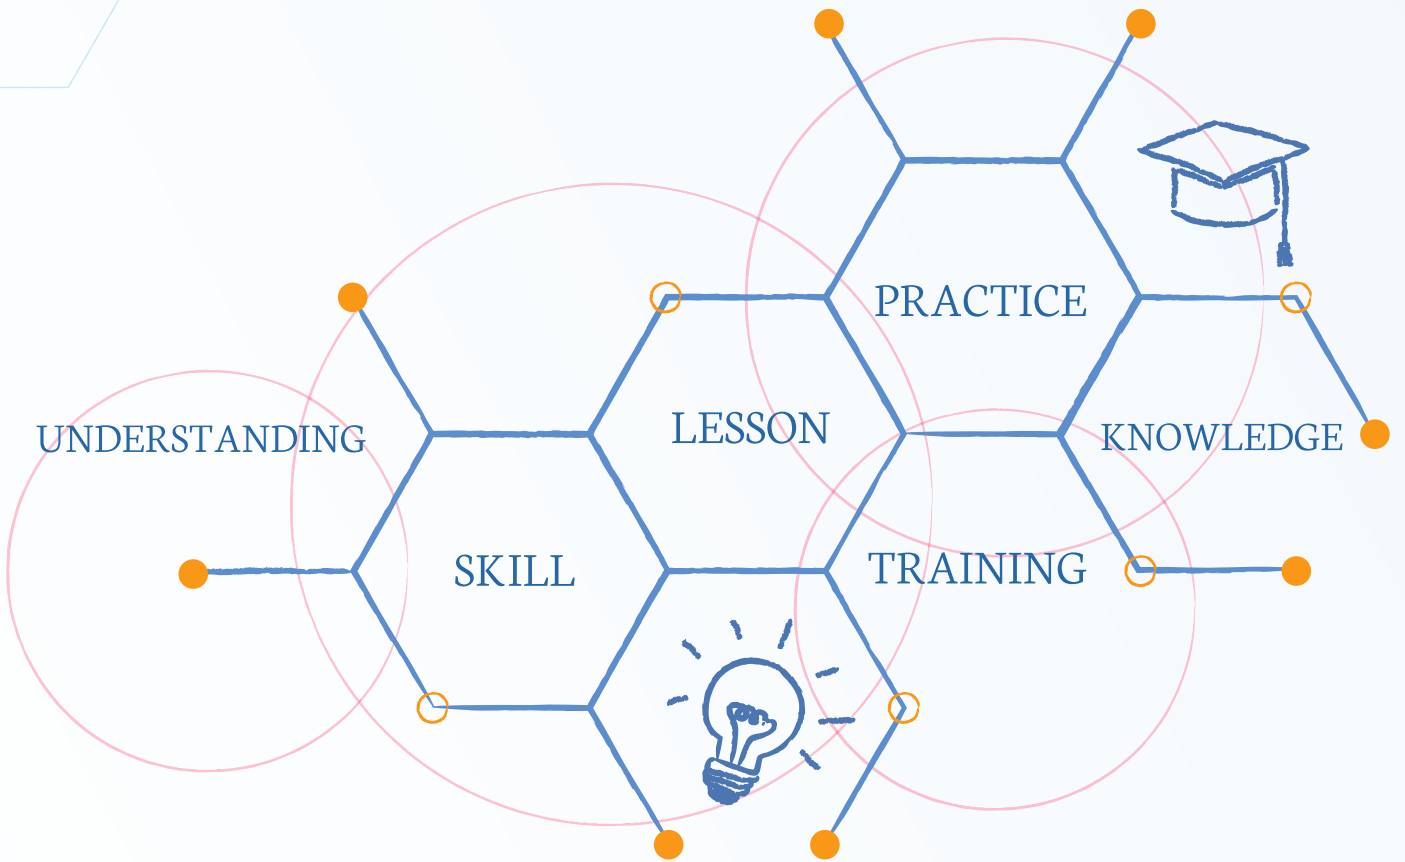 PRACTICE
LESSON
UNDERSTANDING
KNOWLEDGE
SKILL
TRAINING